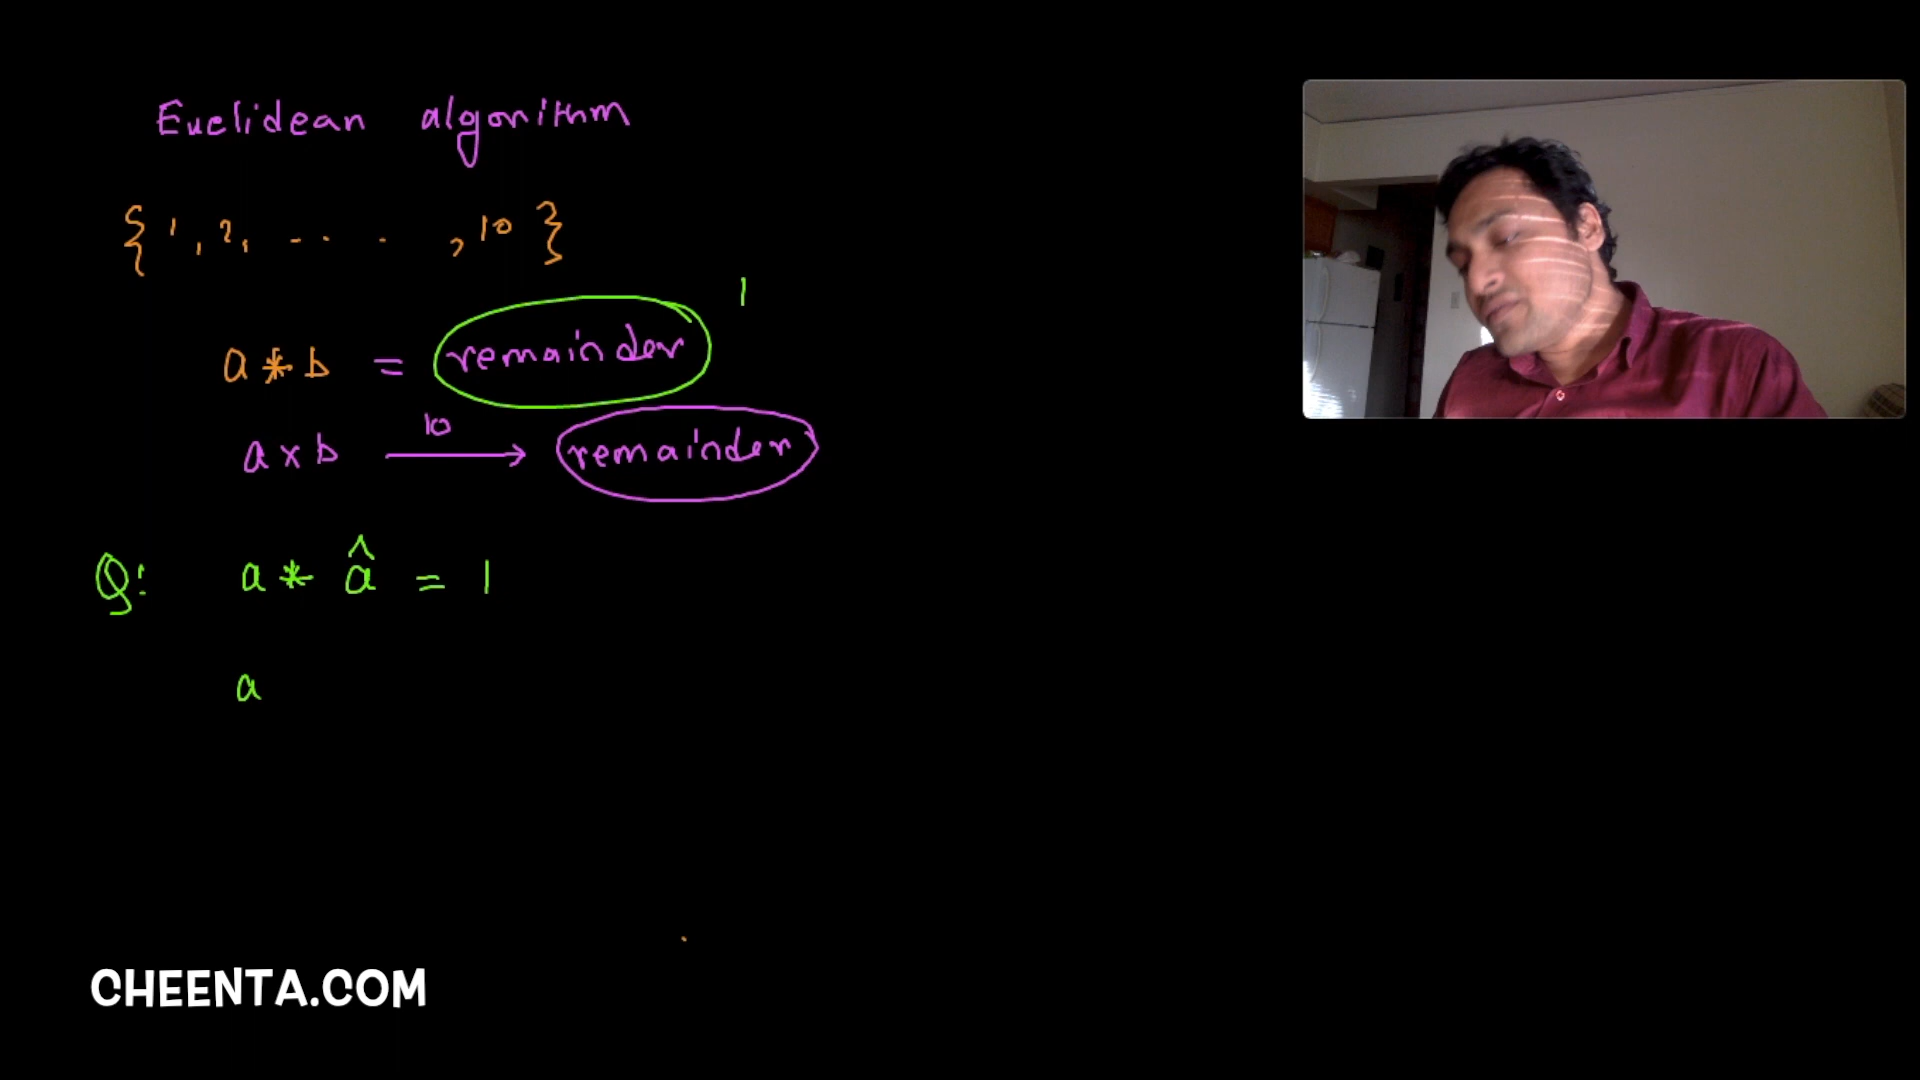 Euclidean algorithm
{ 1, 2, - . . , 10 }
1
a * b = remainder
a x b 10 → remainder
Q: a * â = 1
a
CHEENTA.COM